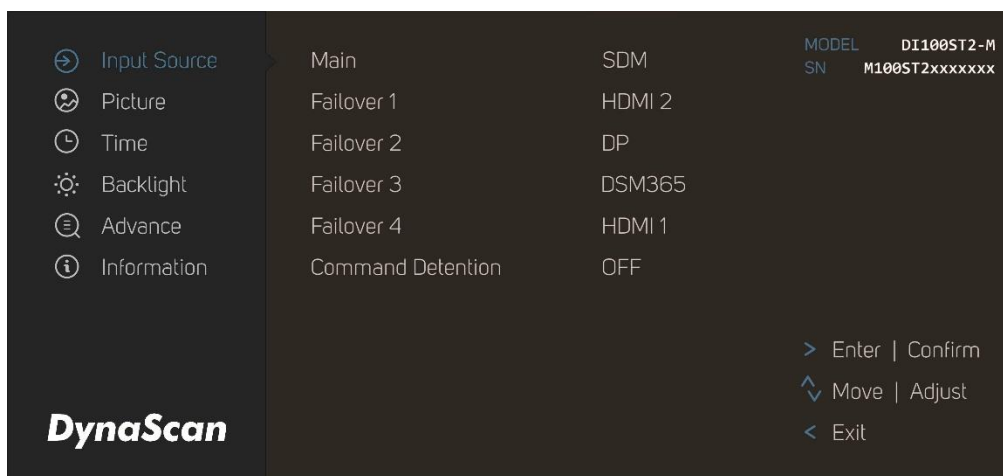 Input Source
Picture
Time
Backlight
Advance
Information
DynaScan
Main SDM
Failover 1 HDMI 2
Failover 2 DP
Failover 3 DSM365
Failover 4 HDMI 1
Command Detention OFF
MODEL DI100ST2-M
SN M100ST2xxxxxxx
> Enter | Confirm
Move | Adjust
< Exit